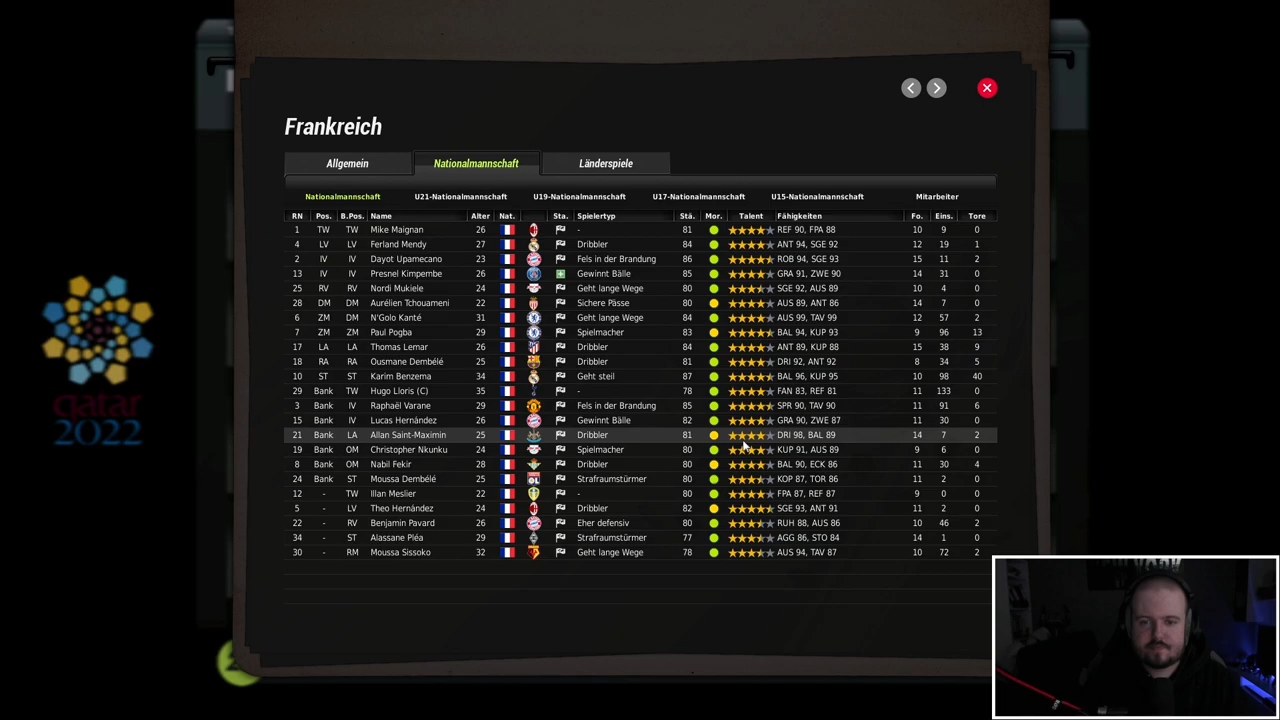 Frankreich
Allgemein Nationalmannschaft Länderspiele
Nationalmannschaft U21-Nationalmannschaft U19-Nationalmannschaft U17-Nationalmannschaft U15-Nationalmannschaft Mitarbeiter
RN Pos. B.Pos. Name Alter Nat. Sta. Spielertyp Stä. Mor. Talent Fähigkeiten Fo. Eins. Tore
1 TW TW Mike Maignan 26 - 81 REF 90, FPA 88 10 9 0
4 LV LV Ferland Mendy 27 Dribbler 84 ANT 94, SGE 92 12 19 1
2 IV IV Dayot Upamecano 23 Fels in der Brandung 86 ROB 94, SGE 93 15 11 2
13 IV IV Presnel Kimpembe 26 Gewinnt Bälle 85 GRA 91, ZWE 90 14 31 0
25 RV RV Nordi Mukiele 24 Geht lange Wege 80 SGE 92, AUS 89 10 4 0
28 DM DM Aurélien Tchouameni 22 Sichere Pässe 80 AUS 89, ANT 86 14 7 0
6 ZM DM N'Golo Kanté 31 Geht lange Wege 84 AUS 99, TAV 99 12 57 2
7 ZM ZM Paul Pogba 29 Spielmacher 83 BAL 94, KUP 93 9 96 13
17 LA LA Thomas Lemar 26 Dribbler 84 ANT 89, KUP 88 15 38 9
18 RA RA Ousmane Dembélé 25 Dribbler 81 DRI 92, ANT 92 8 34 5
10 ST ST Karim Benzema 34 Geht steil 87 BAL 96, KUP 95 10 98 40
29 Bank TW Hugo Lloris (C) 35 - 78 FAN 83, REF 81 11 133 0
3 Bank IV Raphaël Varane 29 Fels in der Brandung 85 SPR 90, TAV 90 11 91 6
15 Bank IV Lucas Hernández 26 Gewinnt Bälle 82 GRA 90, ZWE 87 11 30 0
21 Bank LA Allan Saint-Maximin 25 Dribbler 81 DRI 98, BAL 89 14 7 2
19 Bank OM Christopher Nkunku 24 Spielmacher 80 KUP 91, AUS 89 9 6 0
8 Bank OM Nabil Fekir 28 Dribbler 80 BAL 90, ECK 86 11 30 4
24 Bank ST Moussa Dembélé 25 Strafraumstürmer 80 KOP 87, TOR 86 11 2 0
12 - TW Illan Meslier 22 - 80 FPA 87, REF 87 9 0 0
5 - LV Theo Hernández 24 Dribbler 82 SGE 93, ANT 91 11 2 0
22 - RV Benjamin Pavard 26 Eher defensiv 80 RUH 88, AUS 86 10 46 2
34 - ST Alassane Pléa 29 Strafraumstürmer 77 AGG 86, STO 84 14 1 0
30 - RM Moussa Sissoko 32 Geht lange Wege 78 AUS 94, TAV 87 10 72 2
qatar
2022